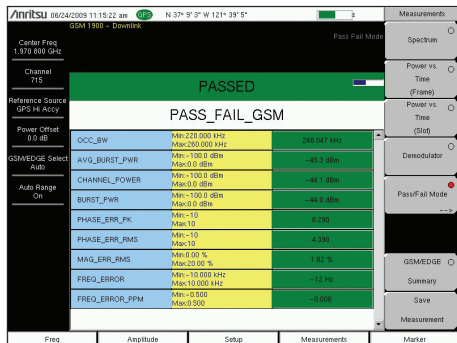 Anritsu 06/24/2009 11:15:22 am GPS N 37° 9' 3" W 121° 39' 5"
Measurements
GSM 1900 - Downlink
Pass Fail Mode
Center Freq
1.970 800 GHz
Channel
715
Reference Source
GPS Hi Accy
Power Offset
0.0 dB
GSM/EDGE Select
Auto
Auto Range
On
PASSED
PASS_FAIL_GSM
OCC_BW Min:220.000 kHz Max:260.000 kHz 246.047 kHz
AVG_BURST_PWR Min:-100.0 dBm Max:0.0 dBm -45.3 dBm
CHANNEL_POWER Min:-100.0 dBm Max:0.0 dBm -44.1 dBm
BURST_PWR Min:-100.0 dBm Max:0.0 dBm -44.0 dBm
PHASE_ERR_PK Min:-10 Max:10 8.290
PHASE_ERR_RMS Min:-10 Max:10 4.390
MAG_ERR_RMS Min:0.00 % Max:20.00 % 1.82 %
FREQ_ERROR Min:-10.000 kHz Max:10.000 kHz -12 Hz
FREQ_ERROR_PPM Min:-0.500 Max:0.500 -0.006
Spectrum
Power vs.
Time
(Frame)
Power vs.
Time
(Slot)
Demodulator
Pass/Fail Mode
-->
GSM/EDGE
Summary
Save
Measurement
Freq Amplitude Setup Measurements Marker